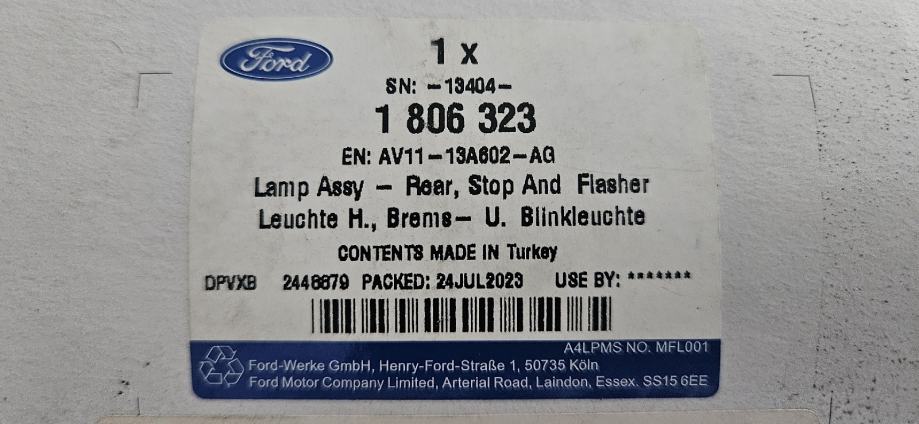 Ford
1 x
SN: -13404-
1 806 323
EN: AV11-13A602-AG
Lamp Assy - Rear, Stop And Flasher
Leuchte H., Brems- U. Blinkleuchte
CONTENTS MADE IN Turkey
DPVXB 2448879 PACKED: 24JUL2023 USE BY: *******
A4LPMS NO. MFL001
Ford-Werke GmbH, Henry-Ford-Straße 1, 50735 Köln
Ford Motor Company Limited, Arterial Road, Laindon, Essex. SS15 6EE